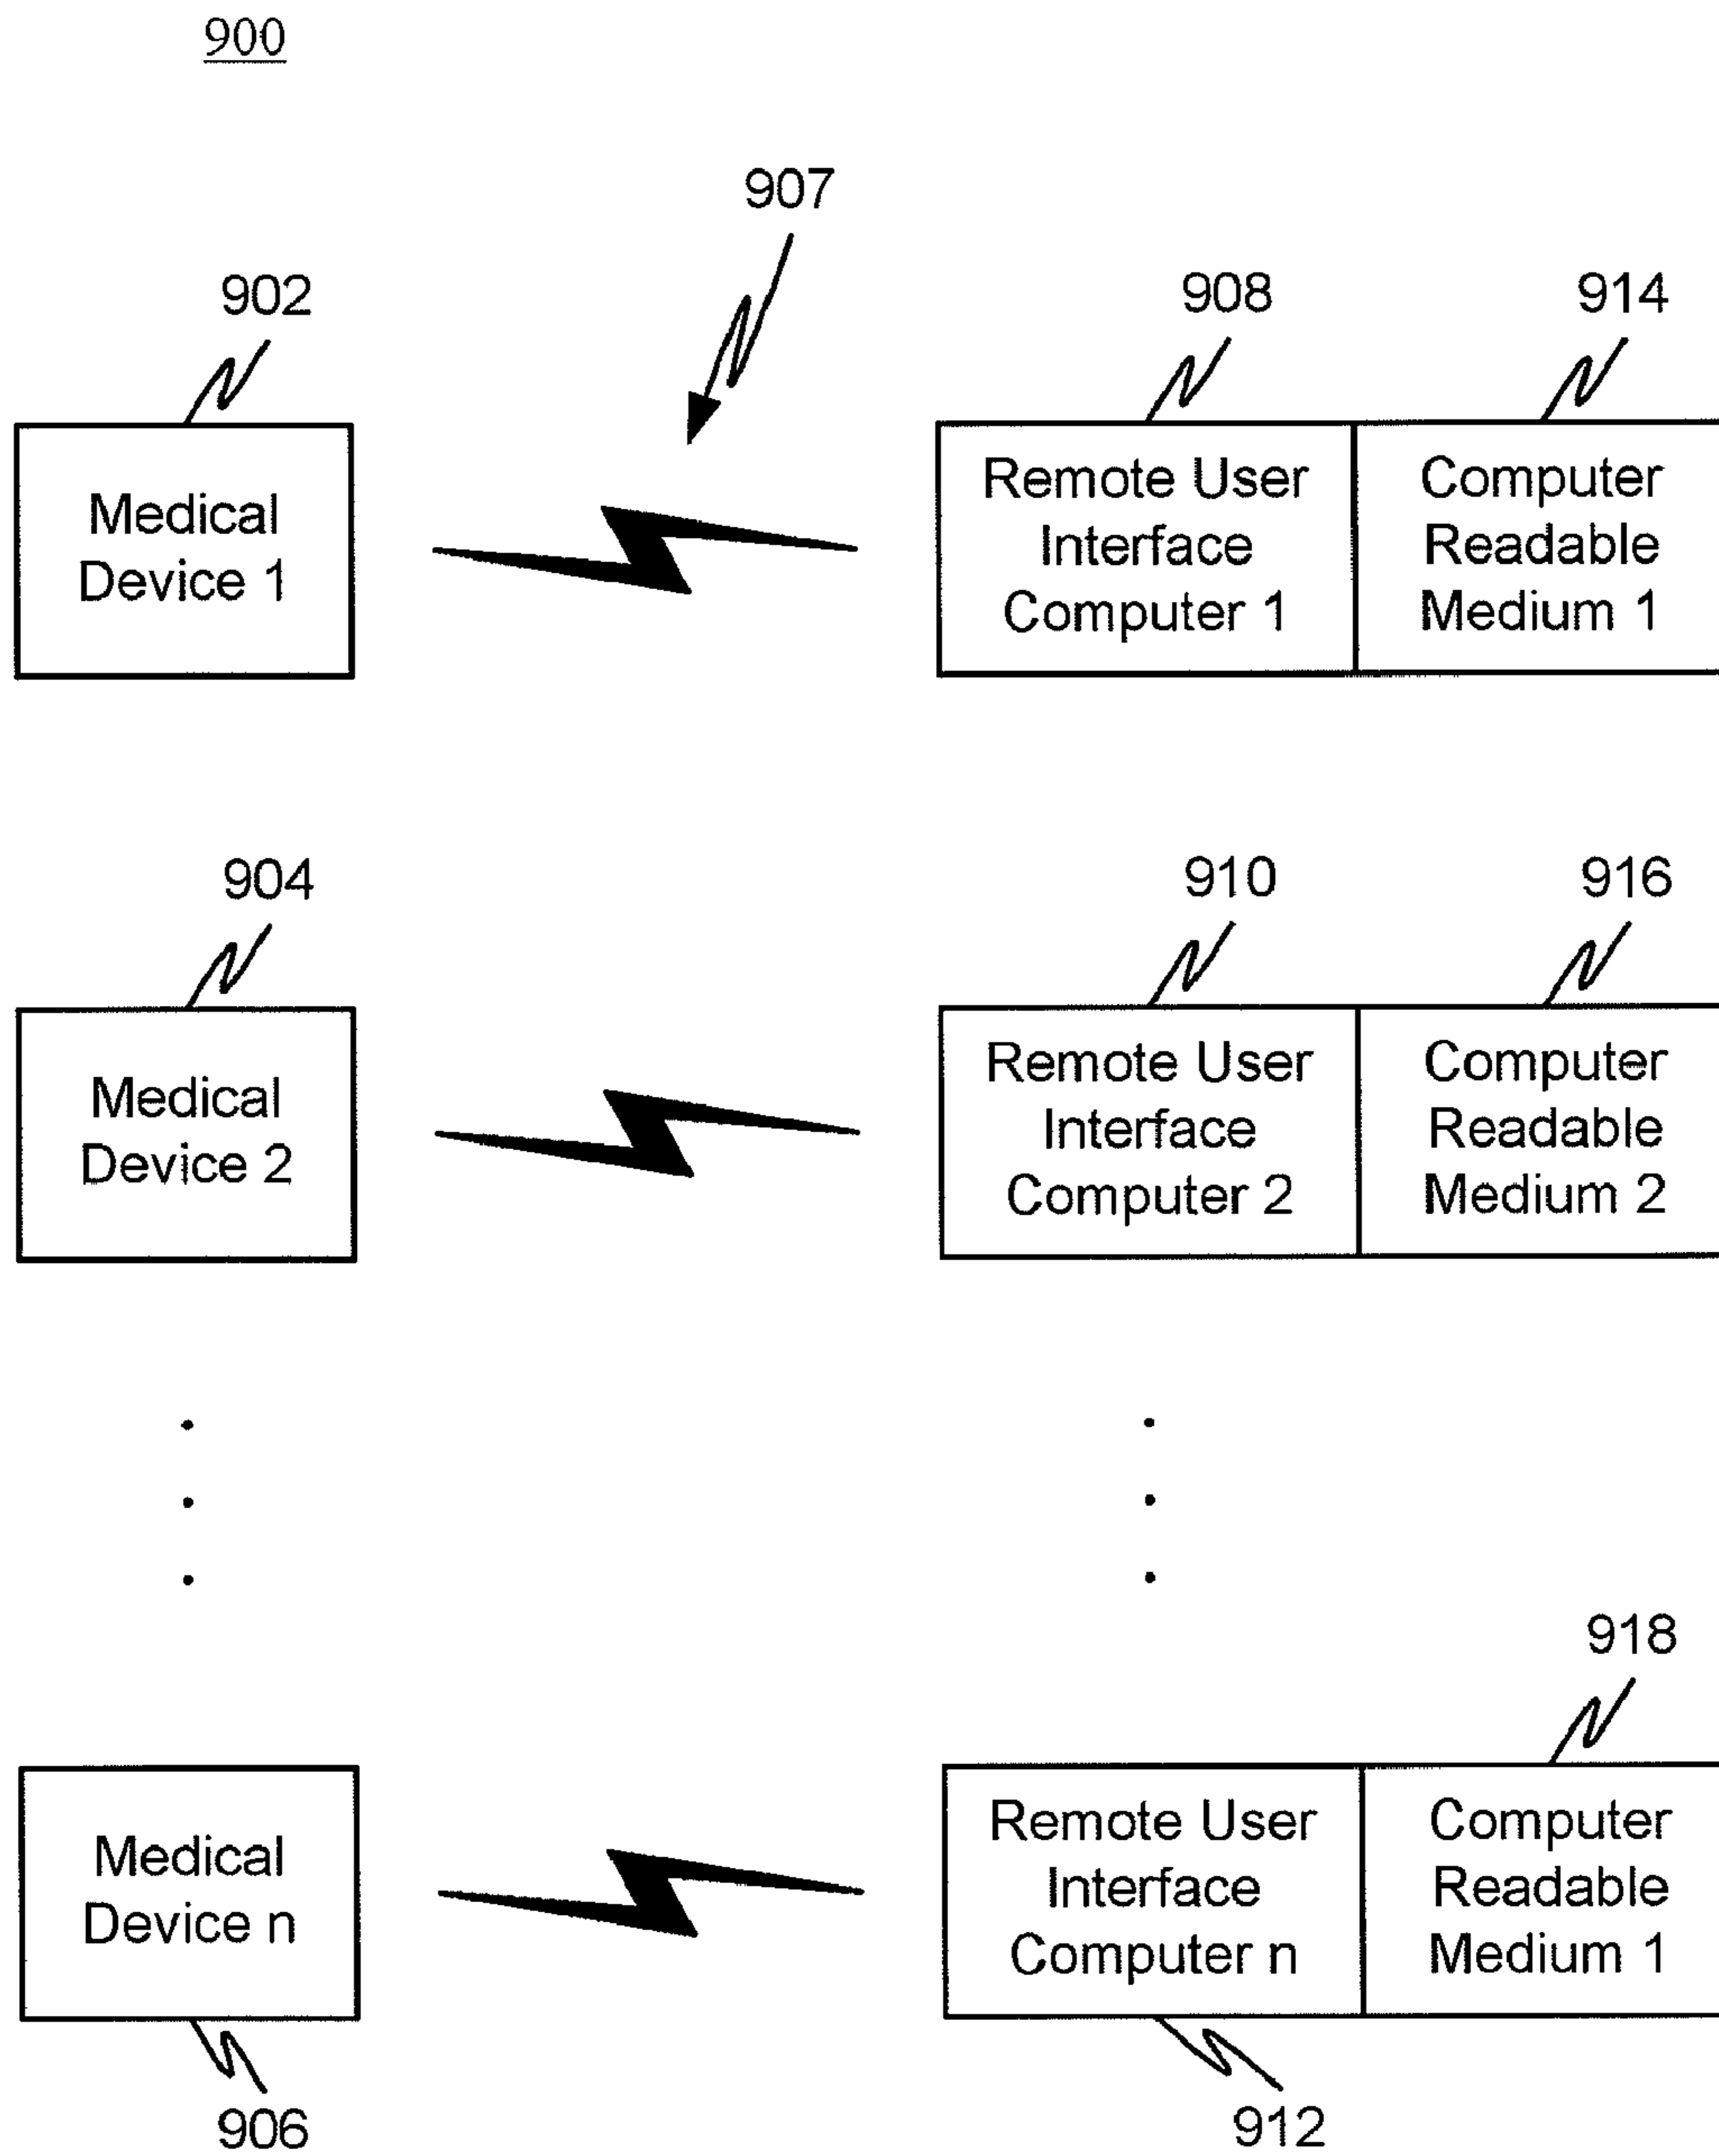 900
907
902
908
914
Medical
Device 1
Remote User
Interface
Computer 1
Computer
Readable
Medium 1
904
910
916
Medical
Device 2
Remote User
Interface
Computer 2
Computer
Readable
Medium 2
918
Medical
Device n
Remote User
Interface
Computer n
Computer
Readable
Medium 1
906
912